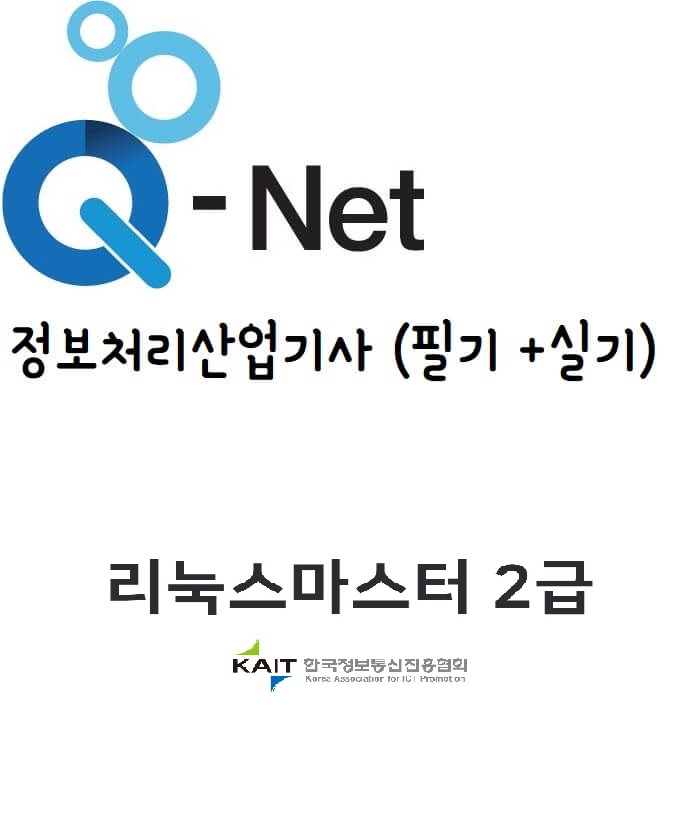 Q-Net
정보처리산업기사 (필기 +실기)
리눅스마스터 2급
KAIT 한국정보통신진흥협회
Korea Association for ICT Promotion